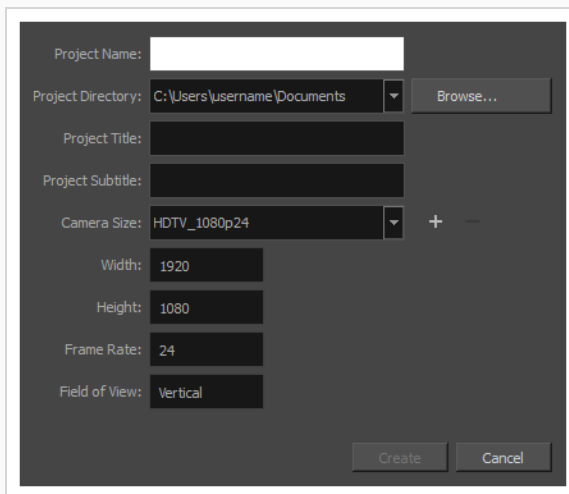 Project Name:
Project Directory: C:\Users\username\Documents Browse...
Project Title:
Project Subtitle:
Camera Size: HDTV_1080p24
Width: 1920
Height: 1080
Frame Rate: 24
Field of View: Vertical
Create Cancel